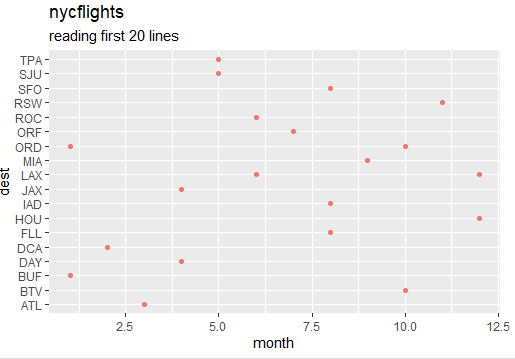 nycflights
reading first 20 lines
TPA
SJU
SFO
RSW
ROC
ORF
ORD
MIA
LAX
JAX
IAD
HOU
FLL
DCA
DAY
BUF
BTV
ATL
dest
2.5 5.0 7.5 10.0 12.5
month